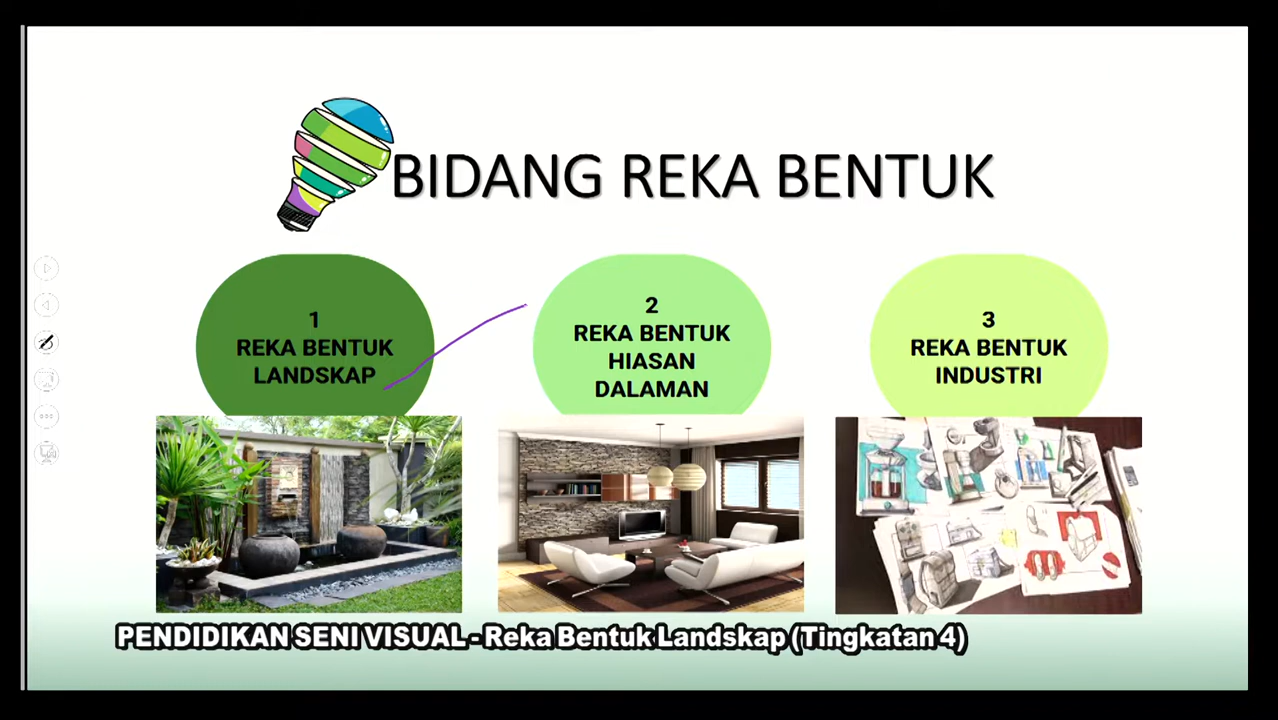 BIDANG REKA BENTUK
1
REKA BENTUK
LANDSKAP
2
REKA BENTUK
HIASAN
DALAMAN
3
REKA BENTUK
INDUSTRI
PENDIDIKAN SENI VISUAL - Reka Bentuk Landskap (Tingkatan 4)